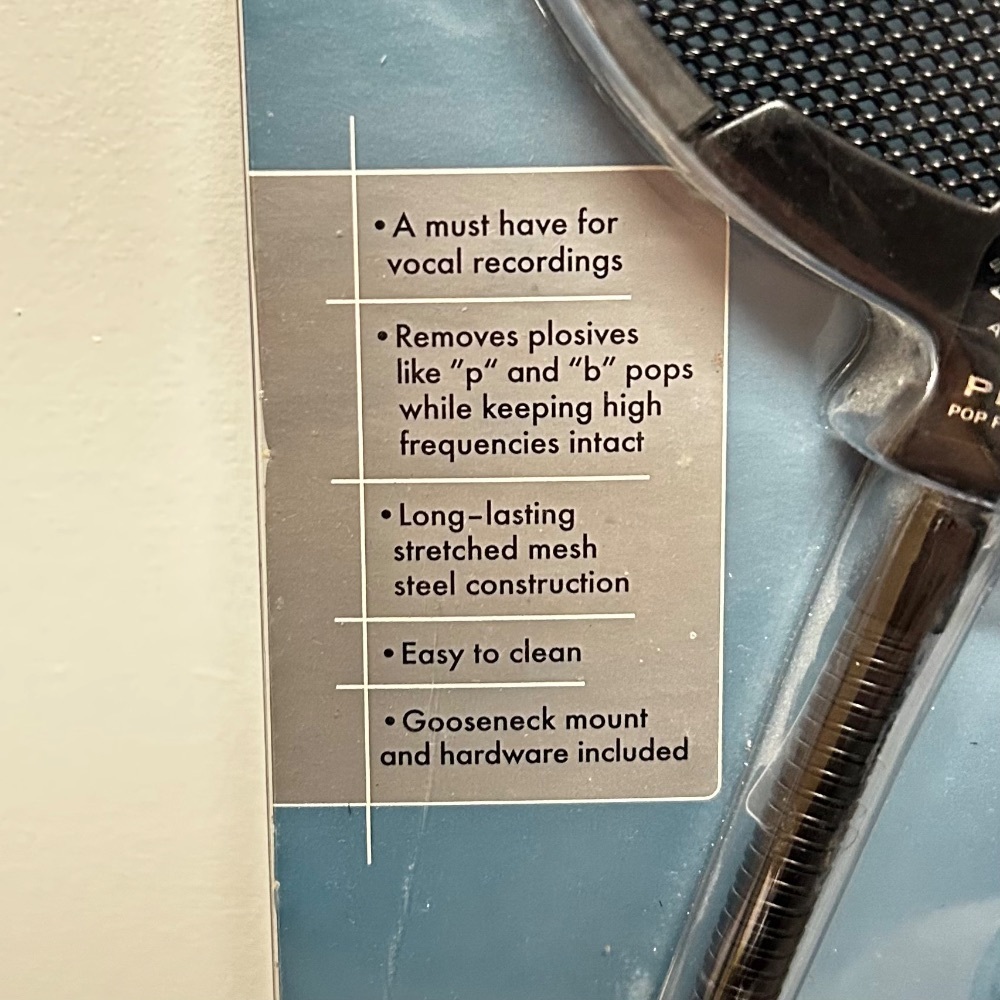 • A must have for
vocal recordings
• Removes plosives
like "p" and "b" pops
while keeping high
frequencies intact
• Long-lasting
stretched mesh
steel construction
• Easy to clean
• Gooseneck mount
and hardware included
POP